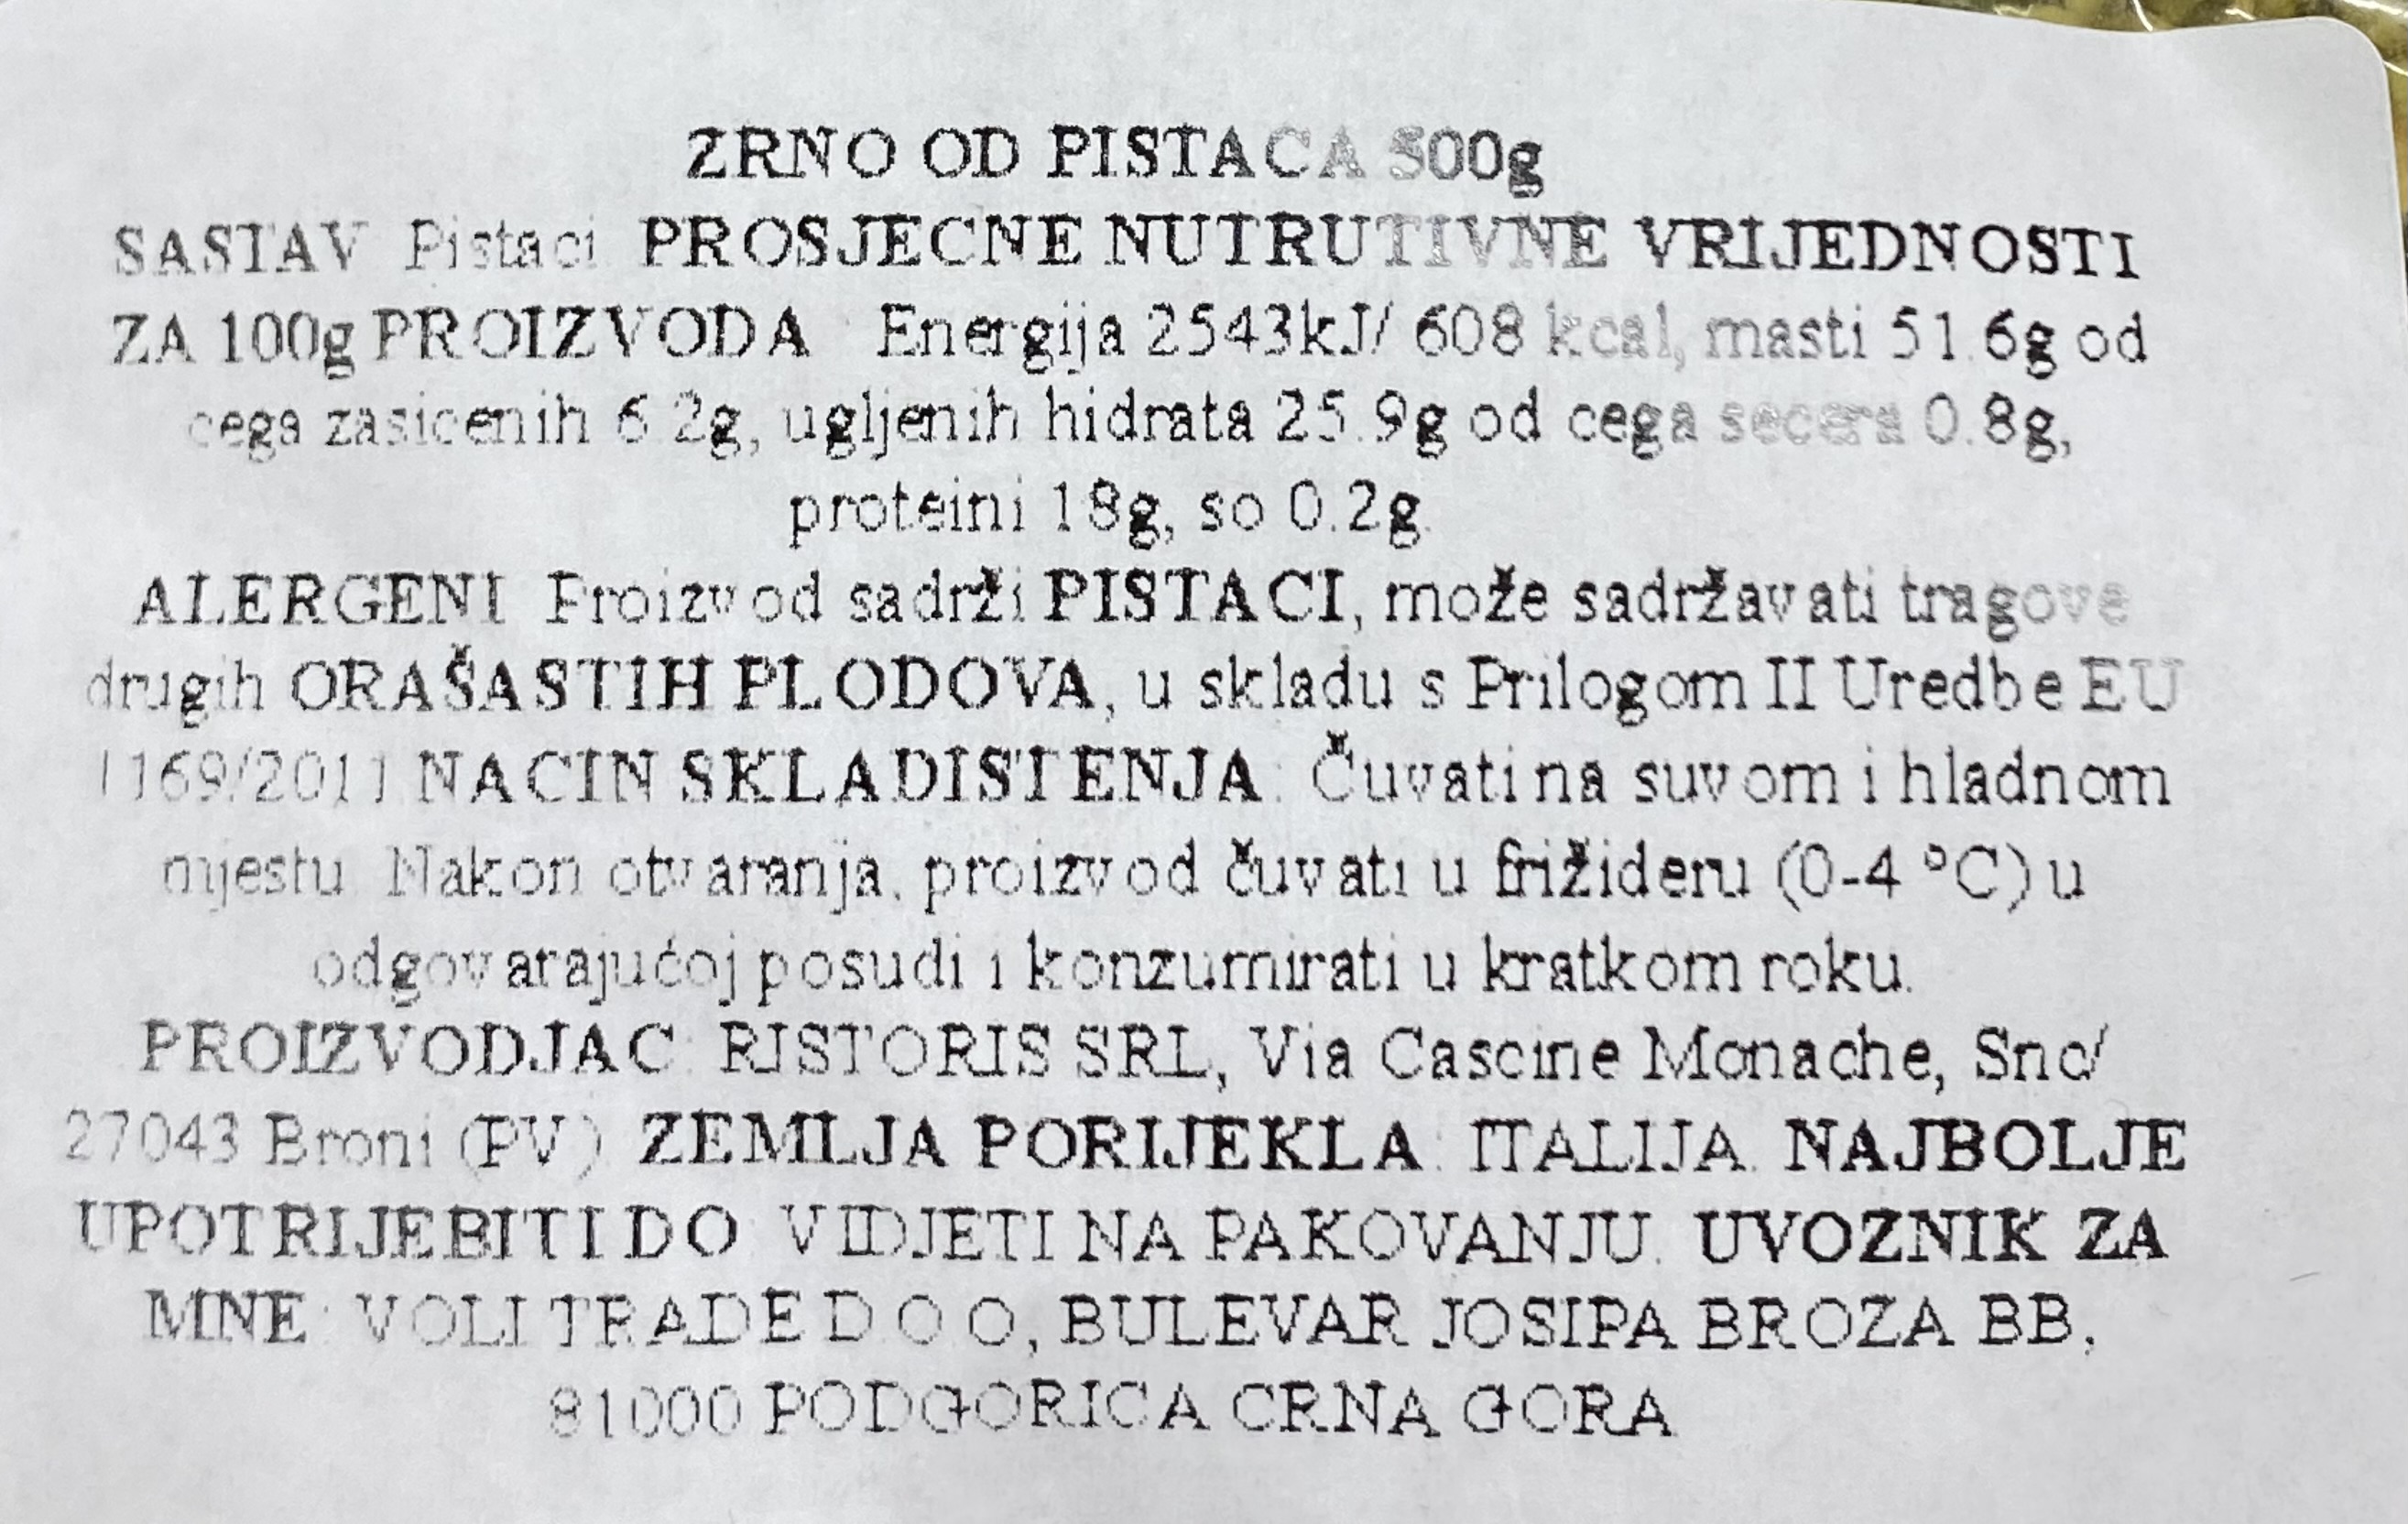 ZRNO OD PISTACA 500g
SASTAV Pistaci PROSJECNE NUTRUTIVNE VRIJEDNOSTI
ZA 100g PROIZVODA: Energija 2543kJ/ 608 kcal, masti 51.6g od
cega zasicenih 6.2g, ugljenih hidrata 25.9g od cega secera 0.8g,
proteini 18g, so 0.2g.
ALERGENI Proizvod sadrži PISTACI, može sadržavati tragove
drugih ORAŠASTIH PLODOVA, u skladu s Prilogom II Uredbe EU
1169/2011 NACIN SKLADISTENJA: Čuvati na suvom i hladnom
mjestu. Nakon otvaranja, proizvod čuvati u frižideru (0-4 °C) u
odgovarajućoj posudi i konzumirati u kratkom roku.
PROIZVODJAC: RISTORIS SRL, Via Cascine Monache, Snc/
27043 Broni (PV) ZEMLJA PORIJEKLA: ITALIJA. NAJBOLJE
UPOTRIJEBITI DO VIDJETI NA PAKOVANJU. UVOZNIK ZA
MNE: VOLI TRADE D O O, BULEVAR JOSIPA BROZA BB,
81000 PODGORICA CRNA GORA